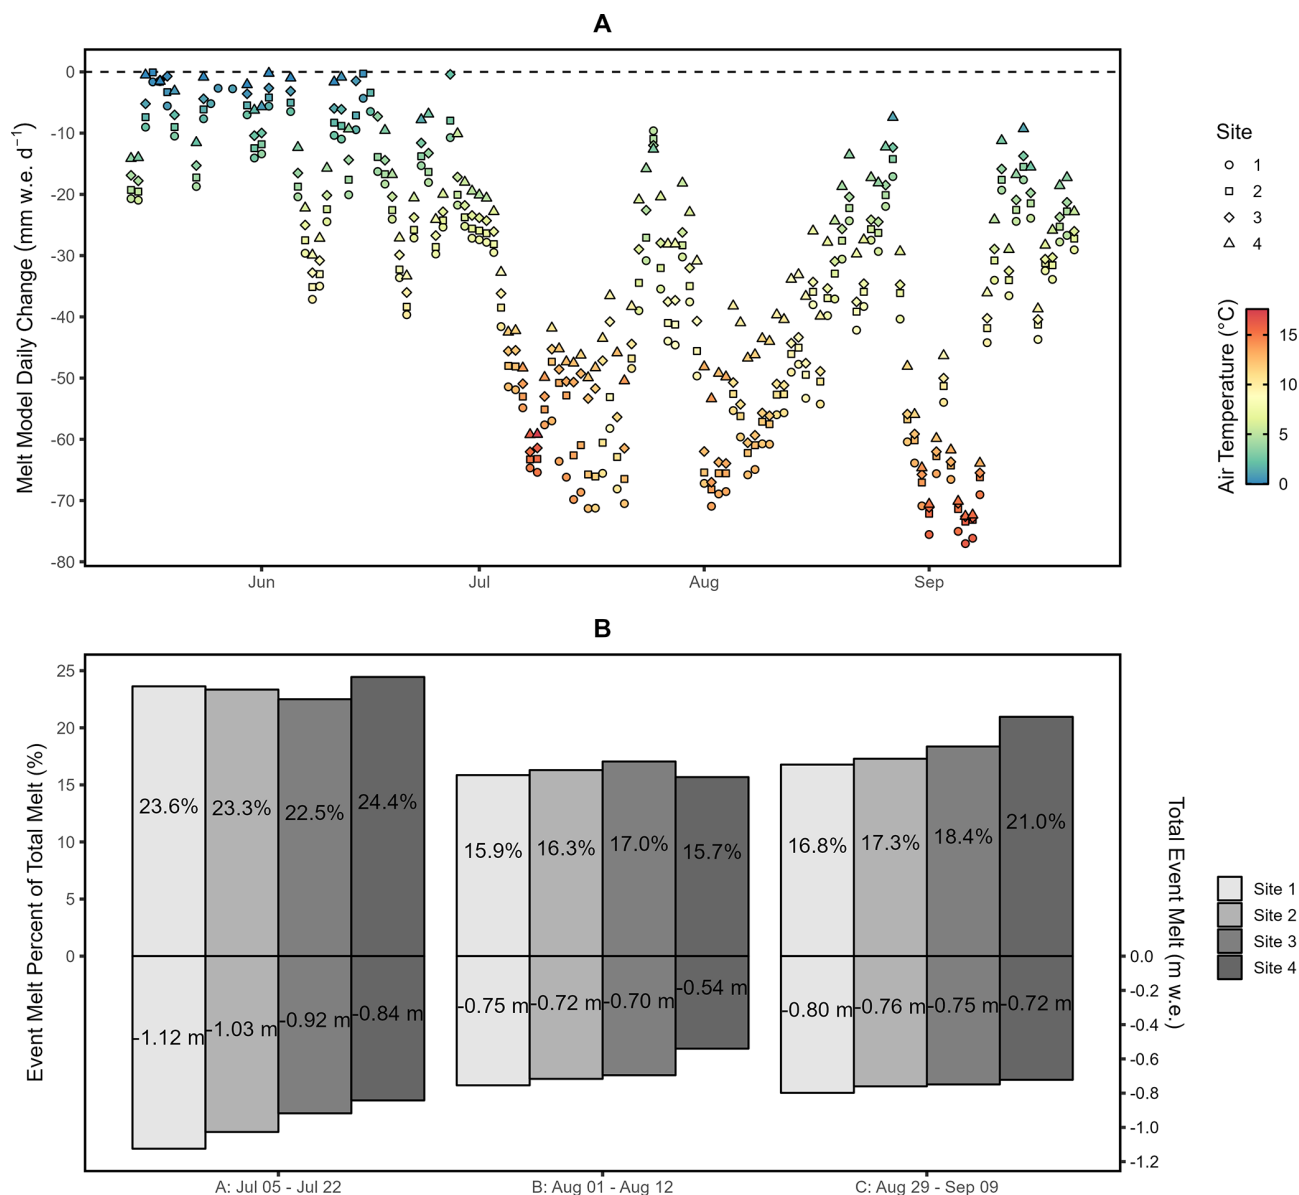 A
Melt Model Daily Change (mm w.e. d⁻¹)
0
-10
-20
-30
-40
-50
-60
-70
-80
Jun
Jul
Aug
Sep
Site
1
2
3
4
Air Temperature (°C)
15
10
5
0
B
Event Melt Percent of Total Melt (%)
25
20
15
10
5
0
23.6%
23.3%
22.5%
24.4%
15.9%
16.3%
17.0%
15.7%
16.8%
17.3%
18.4%
21.0%
-1.12 m
-1.03 m
-0.92 m
-0.84 m
-0.75 m
-0.72 m
-0.70 m
-0.54 m
-0.80 m
-0.76 m
-0.75 m
-0.72 m
Total Event Melt (m w.e.)
0.0
-0.2
-0.4
-0.6
-0.8
-1.0
-1.2
A: Jul 05 - Jul 22
B: Aug 01 - Aug 12
C: Aug 29 - Sep 09
Site 1
Site 2
Site 3
Site 4